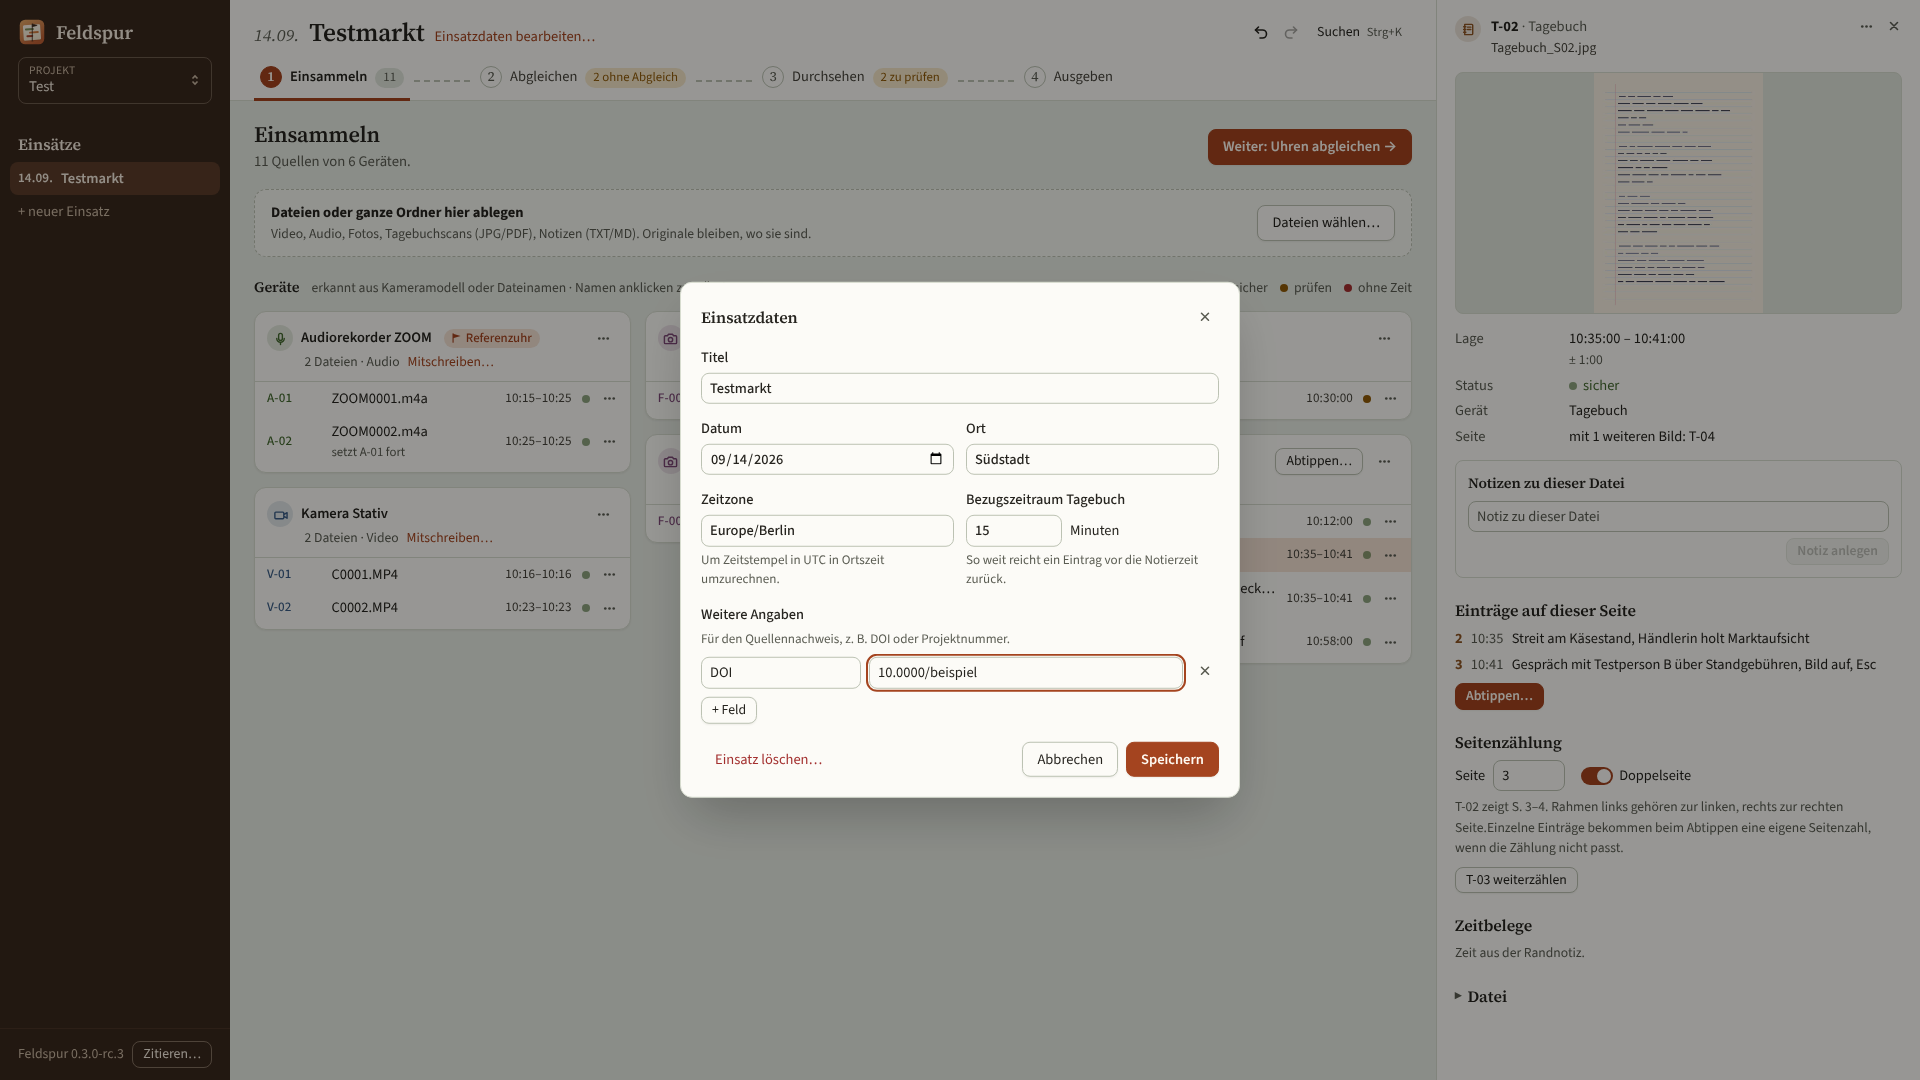 Feldspur
PROJEKT
Test
Einsätze
14.09. Testmarkt
+ neuer Einsatz
Feldspur 0.3.0-rc.3
Zitieren…
14.09. Testmarkt Einsatzdaten bearbeiten…
Suchen Strg+K
1 Einsammeln 11
2 Abgleichen 2 ohne Abgleich
3 Durchsehen 2 zu prüfen
4 Ausgeben
Einsammeln
11 Quellen von 6 Geräten.
Weiter: Uhren abgleichen →
Dateien oder ganze Ordner hier ablegen
Video, Audio, Fotos, Tagebuchscans (JPG/PDF), Notizen (TXT/MD). Originale bleiben, wo sie sind.
Dateien wählen…
Geräte erkannt aus Kameramodell oder Dateinamen · Namen anklicken
prüfen ohne Zeit
Audiorekorder ZOOM Referenzuhr
2 Dateien · Audio Mitschreiben…
A-01 ZOOM0001.m4a 10:15–10:25
A-02 ZOOM0002.m4a 10:25–10:25
setzt A-01 fort
Kamera Stativ
2 Dateien · Video Mitschreiben…
V-01 C0001.MP4 10:16–10:16
V-02 C0002.MP4 10:23–10:23
10:30:00
Abtippen…
10:12:00
10:35–10:41
10:35–10:41
10:58:00
Einsatzdaten
Titel
Testmarkt
Datum
09/14/2026
Ort
Südstadt
Zeitzone
Europe/Berlin
Um Zeitstempel in UTC in Ortszeit
umzurechnen.
Bezugszeitraum Tagebuch
15 Minuten
So weit reicht ein Eintrag vor die Notierzeit
zurück.
Weitere Angaben
Für den Quellennachweis, z. B. DOI oder Projektnummer.
DOI 10.0000/beispiel
+ Feld
Einsatz löschen…
Abbrechen
Speichern
T-02 · Tagebuch
Tagebuch_S02.jpg
Lage 10:35:00 – 10:41:00
± 1:00
Status sicher
Gerät Tagebuch
Seite mit 1 weiteren Bild: T-04
Notizen zu dieser Datei
Notiz zu dieser Datei
Notiz anlegen
Einträge auf dieser Seite
2 10:35 Streit am Käsestand, Händlerin holt Marktaufsicht
3 10:41 Gespräch mit Testperson B über Standgebühren, Bild auf, Esc
Abtippen…
Seitenzählung
Seite 3 Doppelseite
T-02 zeigt S. 3–4. Rahmen links gehören zur linken, rechts zur rechten
Seite.Einzelne Einträge bekommen beim Abtippen eine eigene Seitenzahl,
wenn die Zählung nicht passt.
T-03 weiterzählen
Zeitbelege
Zeit aus der Randnotiz.
Datei